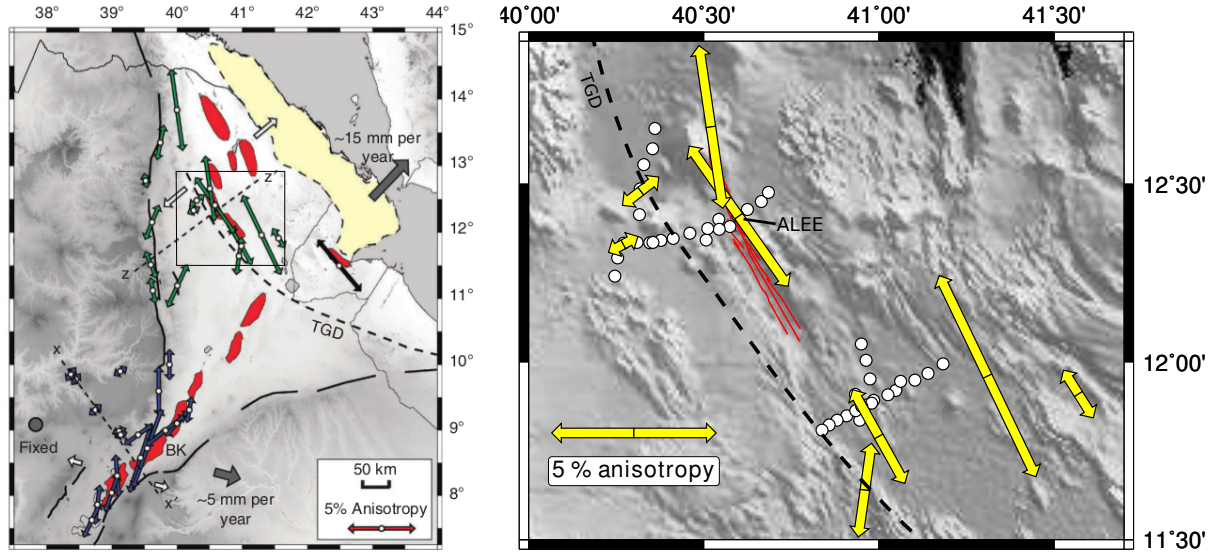 38° 39° 40° 41° 42° 43° 44°
15°
14°
13°
12°
11°
10°
9°
8°
~15 mm per
year
z'
z
TGD
x
BK
Fixed
x'
~5 mm per
year
50 km
5% Anisotropy
40°00' 40°30' 41°00' 41°30'
TGD
12°30'
ALEE
12°00'
5 % anisotropy
11°30'